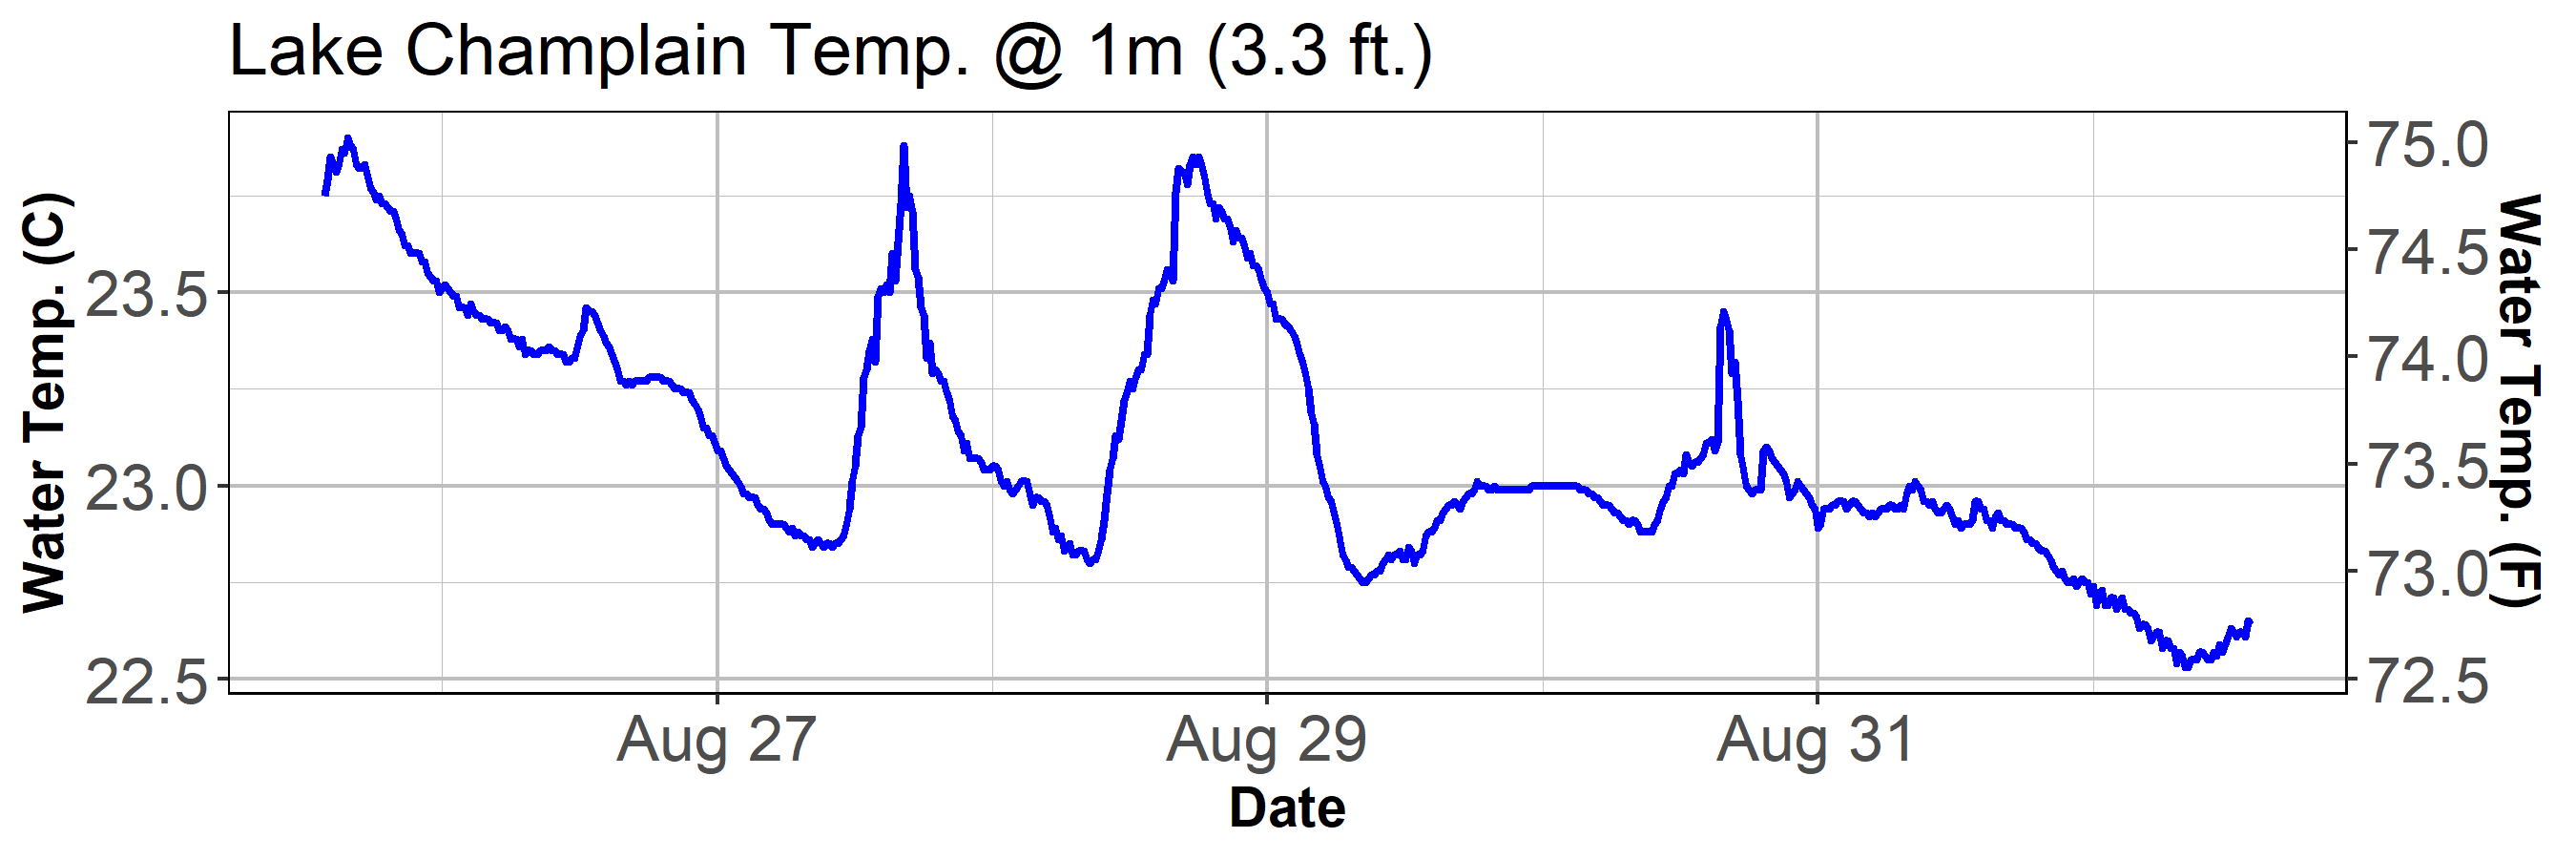 Lake Champlain Temp. @ 1m (3.3 ft.)
Water Temp. (C)
23.5
23.0
22.5
75.0
74.5
74.0
73.5
73.0
72.5
Water Temp. (F)
Aug 27
Aug 29
Aug 31
Date